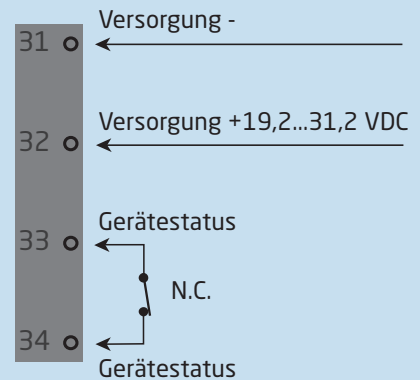 Versorgung -
31
Versorgung +19,2...31,2 VDC
32
Gerätestatus
33
N.C.
34
Gerätestatus